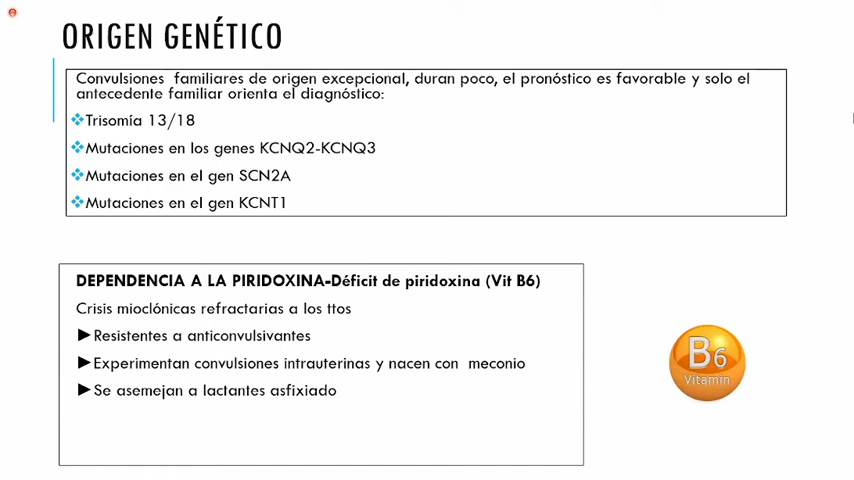 ORIGEN GENÉTICO
Convulsiones familiares de origen excepcional, duran poco, el pronóstico es favorable y solo el
antecedente familiar orienta el diagnóstico:
❖Trisomía 13/18
❖Mutaciones en los genes KCNQ2-KCNQ3
❖Mutaciones en el gen SCN2A
❖Mutaciones en el gen KCNT1
DEPENDENCIA A LA PIRIDOXINA-Déficit de piridoxina (Vit B6)
Crisis mioclónicas refractarias a los ttos
►Resistentes a anticonvulsivantes
►Experimentan convulsiones intrauterinas y nacen con meconio
►Se asemejan a lactantes asfixiado
B6
Vitamin